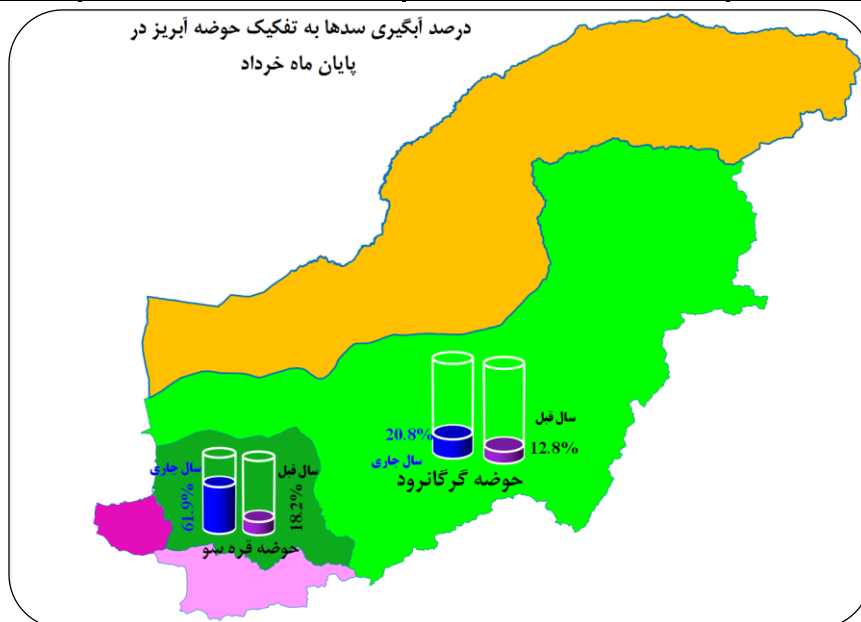 درصد آبگیری سدها به تفکیک حوضه آبریز در
پایان ماه خرداد
سال قبل
12.8%
20.8%
سال جاری
حوضه گرگانرود
سال قبل
18.2%
سال جاری
61.9%
حوضه قره سو